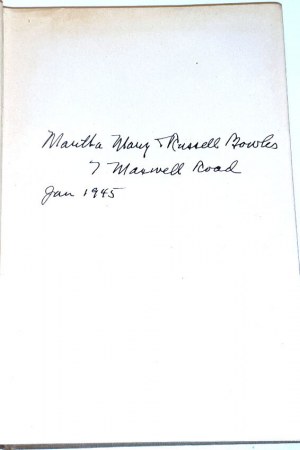 Martha Mary & Russell Bowles
7 Maxwell Road
Jan 1945